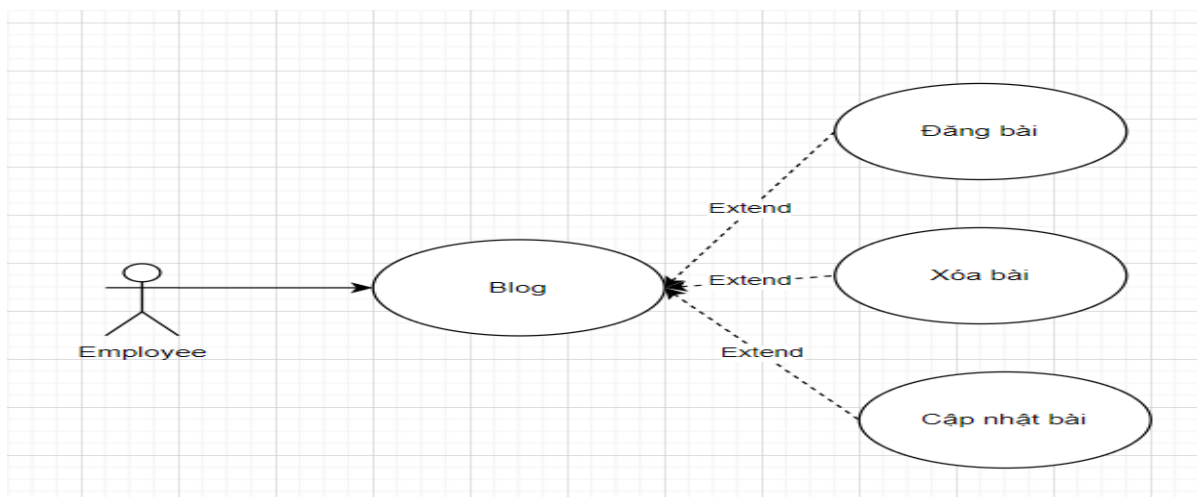 Đăng bài
Extend
Extend
Xóa bài
Blog
Employee
Extend
Cập nhật bài